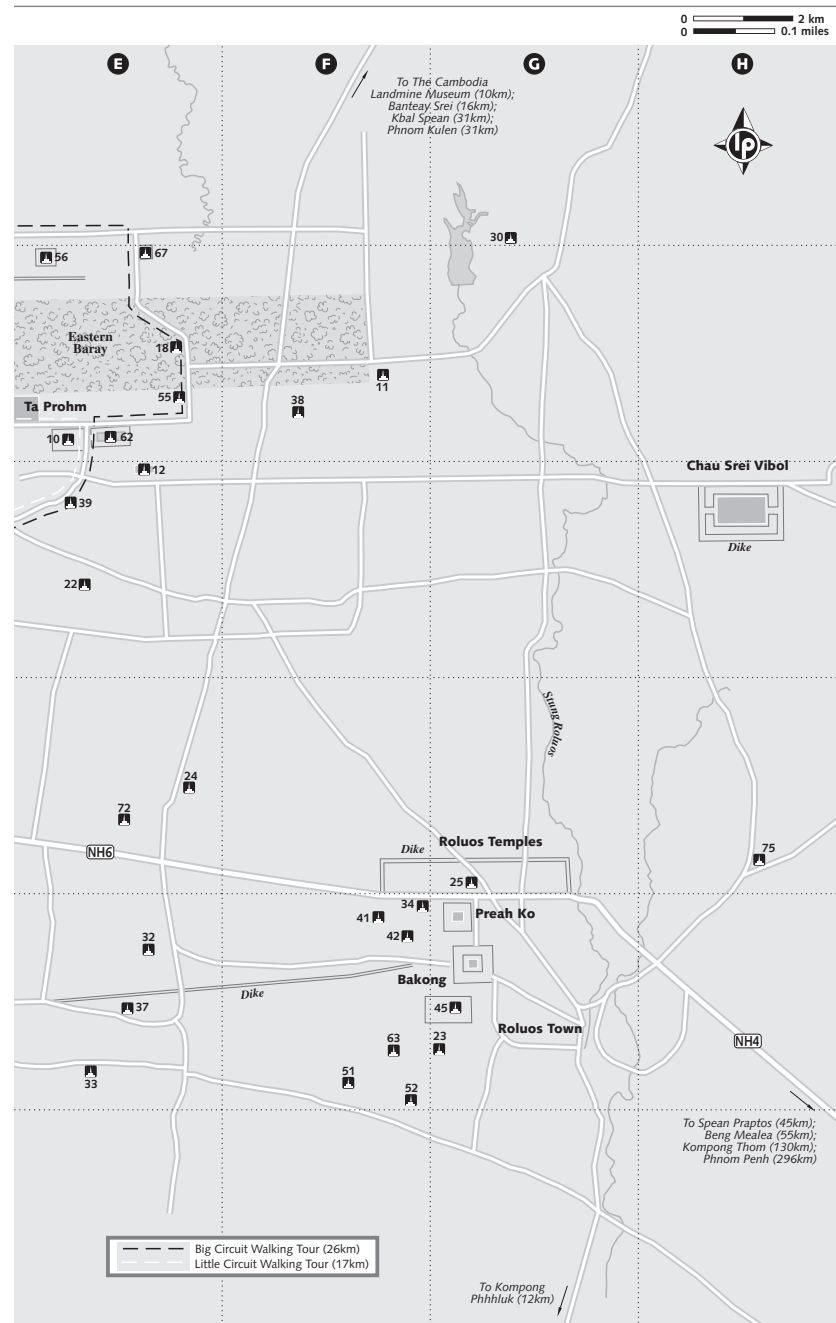 0 2 km
0 0.1 miles
E F G H
To The Cambodia
Landmine Museum (10km);
Banteay Srei (16km);
Kbal Spean (31km);
Phnom Kulen (31km)
lp
30
56
67
Eastern
Baray
18
11
55
38
Ta Prohm
10
62
12
Chau Srei Vibol
39
Dike
22
Stung Roluos
24
72
Roluos Temples
Dike
NH6
75
25
34
Preah Ko
41
42
32
Bakong
Dike
37
45
Roluos Town
NH4
63
23
33
51
52
To Spean Praptos (45km);
Beng Mealea (55km);
Kompong Thom (130km);
Phnom Penh (296km)
Big Circuit Walking Tour (26km)
Little Circuit Walking Tour (17km)
To Kompong
Phhhluk (12km)